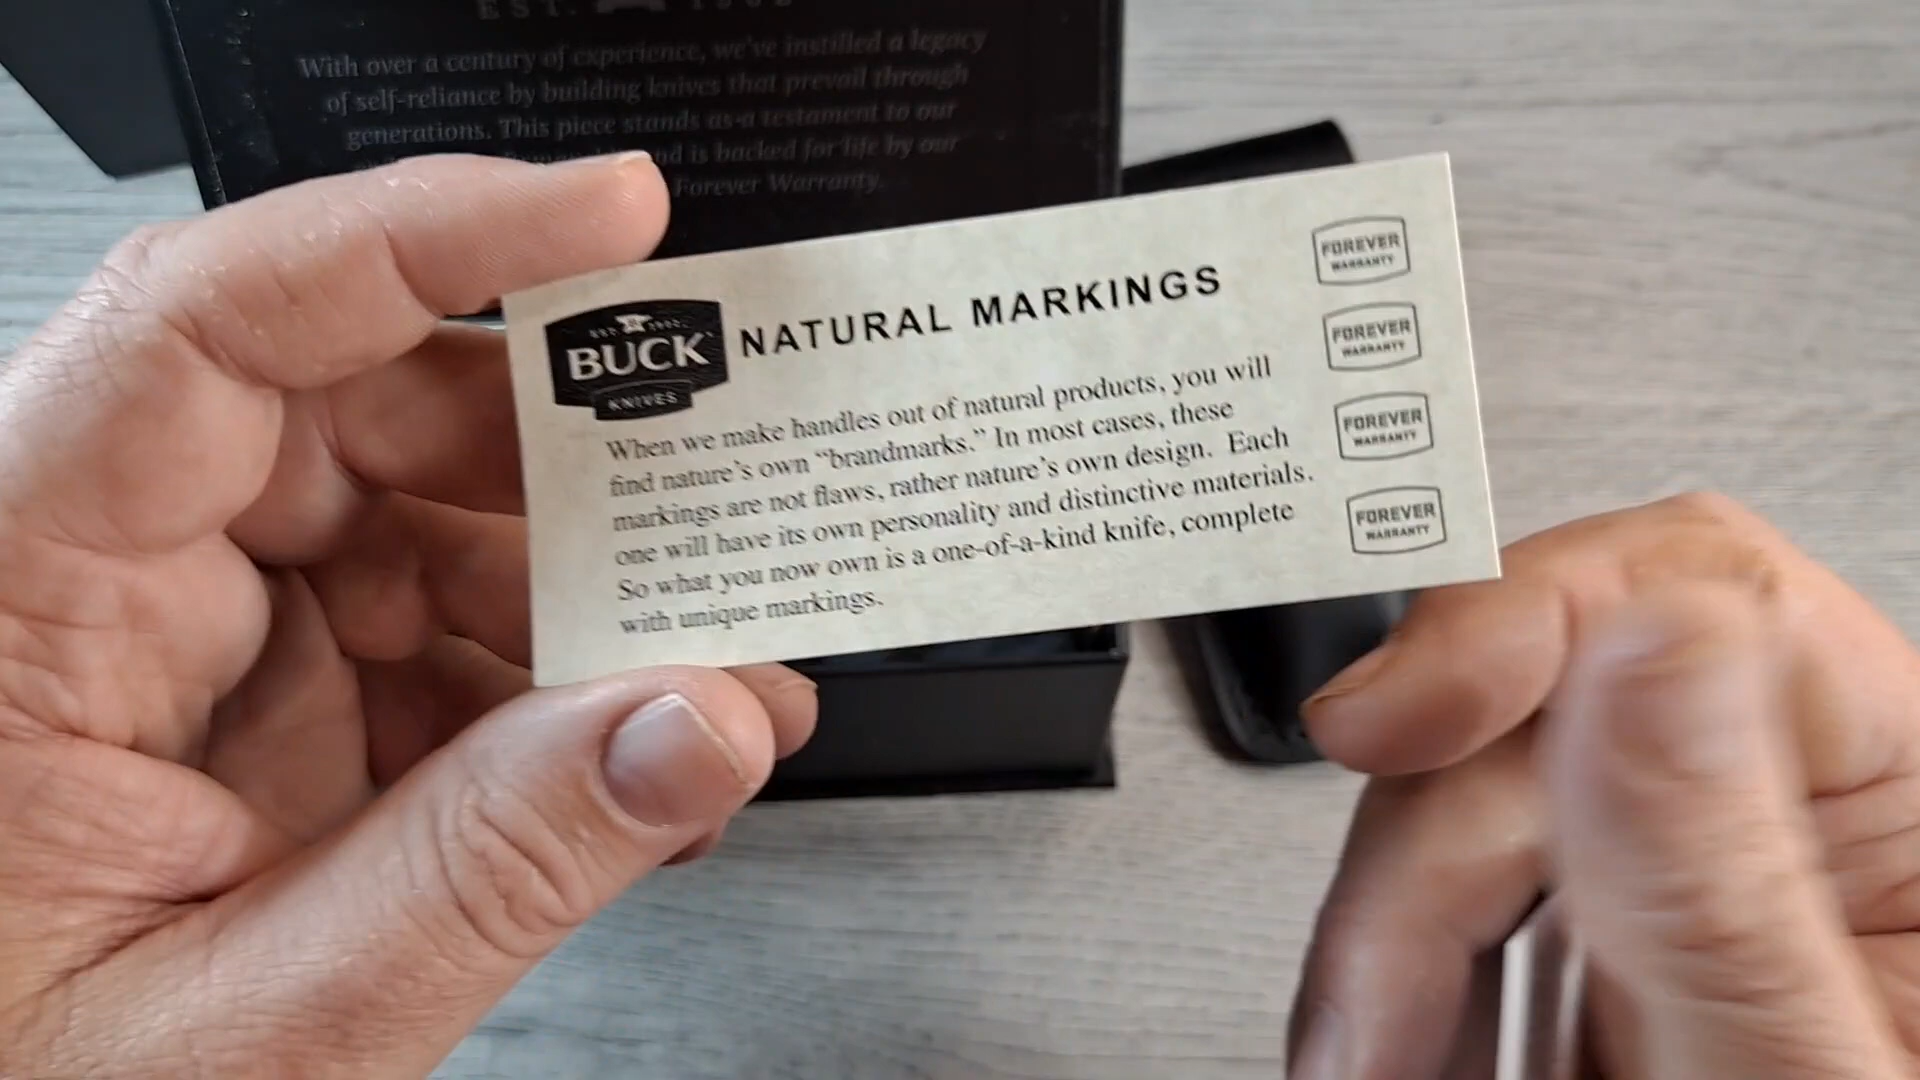 EST. 1902
With over a century of experience, we've instilled a legacy
of self-reliance by building knives that prevail through
generations. This piece stands as a testament to our
and is backed for life by our
Forever Warranty.
EST. 1902
BUCK
KNIVES
NATURAL MARKINGS
When we make handles out of natural products, you will
find nature's own “brandmarks.” In most cases, these
markings are not flaws, rather nature's own design. Each
one will have its own personality and distinctive materials.
So what you now own is a one-of-a-kind knife, complete
with unique markings.
FOREVER
WARRANTY
FOREVER
WARRANTY
FOREVER
WARRANTY
FOREVER
WARRANTY